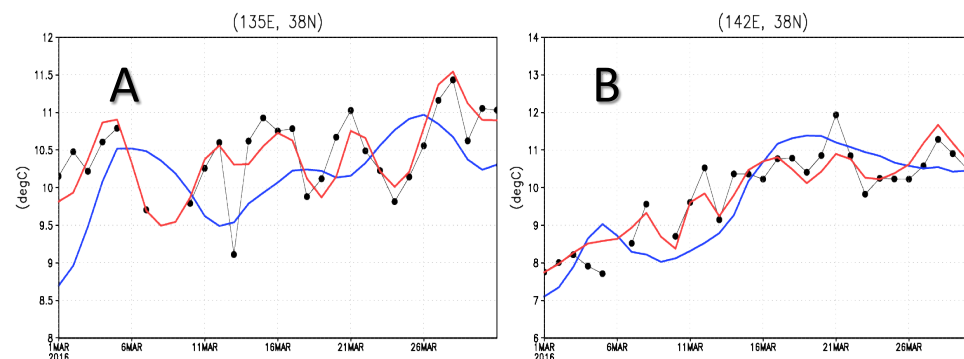 (135E, 38N)
12
11.5
11
10.5
10
9.5
9
8.5
8
(degC)
A
1MAR
2016
6MAR
11MAR
16MAR
21MAR
26MAR
(142E, 38N)
14
13
12
11
10
9
8
7
6
(degC)
B
1MAR
2016
6MAR
11MAR
16MAR
21MAR
26MAR